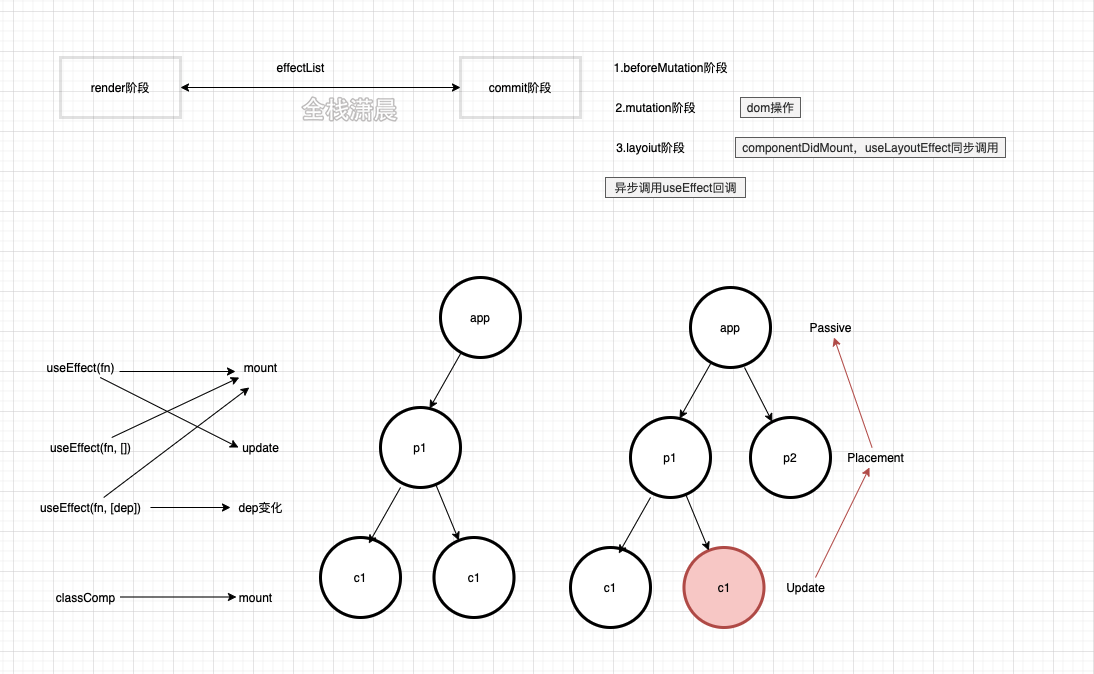 effectList
render阶段
commit阶段
全栈潇晨
1.beforeMutation阶段
2.mutation阶段
dom操作
3.layoiut阶段
componentDidMount，useLayoutEffect同步调用
异步调用useEffect回调
useEffect(fn)
mount
useEffect(fn, [])
update
useEffect(fn, [dep])
dep变化
classComp
mount
app
p1
c1
c1
app
p1
p2
c1
c1
Passive
Placement
Update